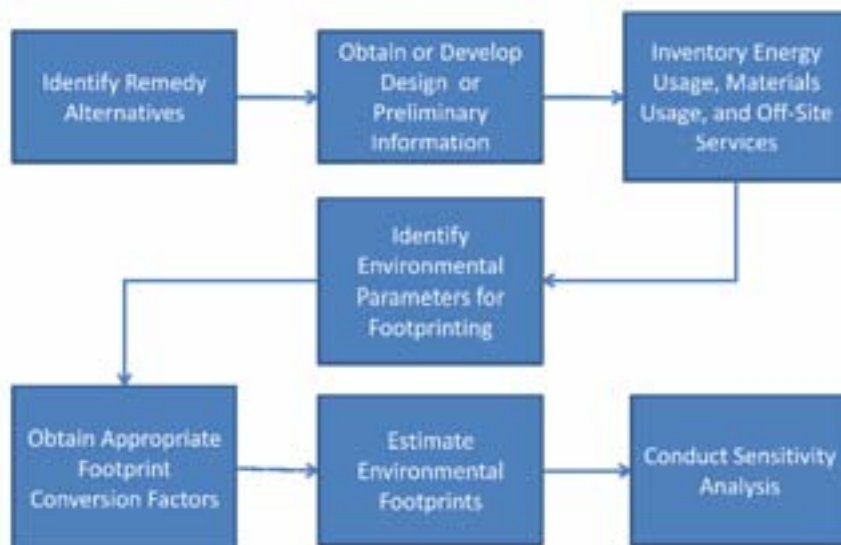 Identify Remedy
Alternatives
Obtain or Develop
Design or
Preliminary
Information
Inventory Energy
Usage, Materials
Usage, and Off-Site
Services
Identify
Environmental
Parameters for
Footprinting
Obtain Appropriate
Footprint
Conversion Factors
Estimate
Environmental
Footprints
Conduct Sensitivity
Analysis